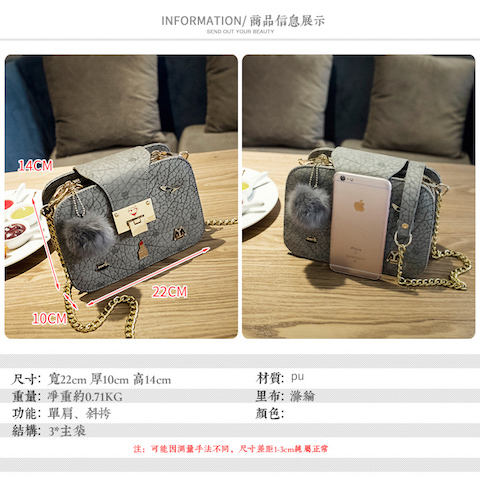 INFORMATION/ 商品信息展示
SEND OUT YOUR BEAUTY
14CM
22CM
10CM
iPhone
尺寸: 寬22cm 厚10cm 高14cm
重量: 凈重約0.71KG
功能: 單肩、斜挎
結構: 3*主袋
材質: pu
里布: 滌綸
顏色:
注: 可能因測量手法不同、尺寸差距1-3cm純屬正常